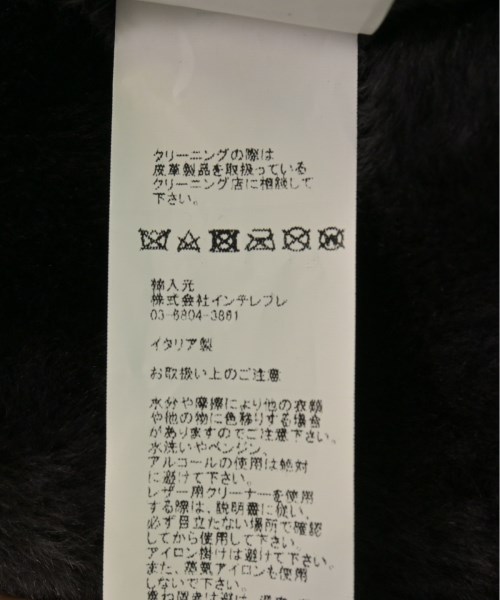 クリーニングの際は
皮革製品を取扱っている
クリーニング店に相談して
下さい。
輸入元
株式会社インテレプレ
03-6804-3861
イタリア製
お取扱い上のご注意
水分や摩擦により他の衣類
や他の物に色移りする場合
がありますのでご注意下さい。
水洗いやベンジン、
アルコールの使用は絶対
に避けて下さい。
レザー用クリーナーを使用
する際は、説明書に従い、
必ず目立たない場所で確認
してから使用して下さい。
アイロン掛けは避けて下さい。
また、蒸気アイロンも使用
しないで下さい。
重ね置きは避け、